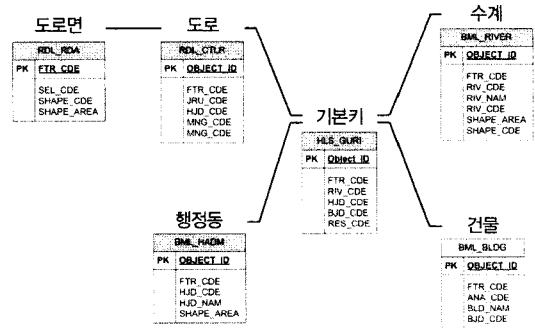 도로면
RDL_RDA
PK FTR_CDE
SEL_CDE
SHAPE_CDE
SHAPE_AREA
도로
RDL_CTLR
PK OBJECT_ID
FTR_CDE
JRU_CDE
HJD_CDE
MNG_CDE
MNG_CDE
수계
BML_RIVER
PK OBJECT_ID
FTR_CDE
RIV_CDE
RIV_NAM
RIV_CDE
SHAPE_AREA
SHAPE_CDE
기본키
HLS_GURI
PK Object_ID
FTR_CDE
RIV_CDE
HJD_CDE
BJD_CDE
RES_CDE
행정동
BML_HADM
PK OBJECT_ID
FTR_CDE
HJD_CDE
HJD_NAM
SHAPE_AREA
건물
BML_BLDG
PK OBJECT_ID
FTR_CDE
ANA_CDE
BLD_NAM
BJD_CDE